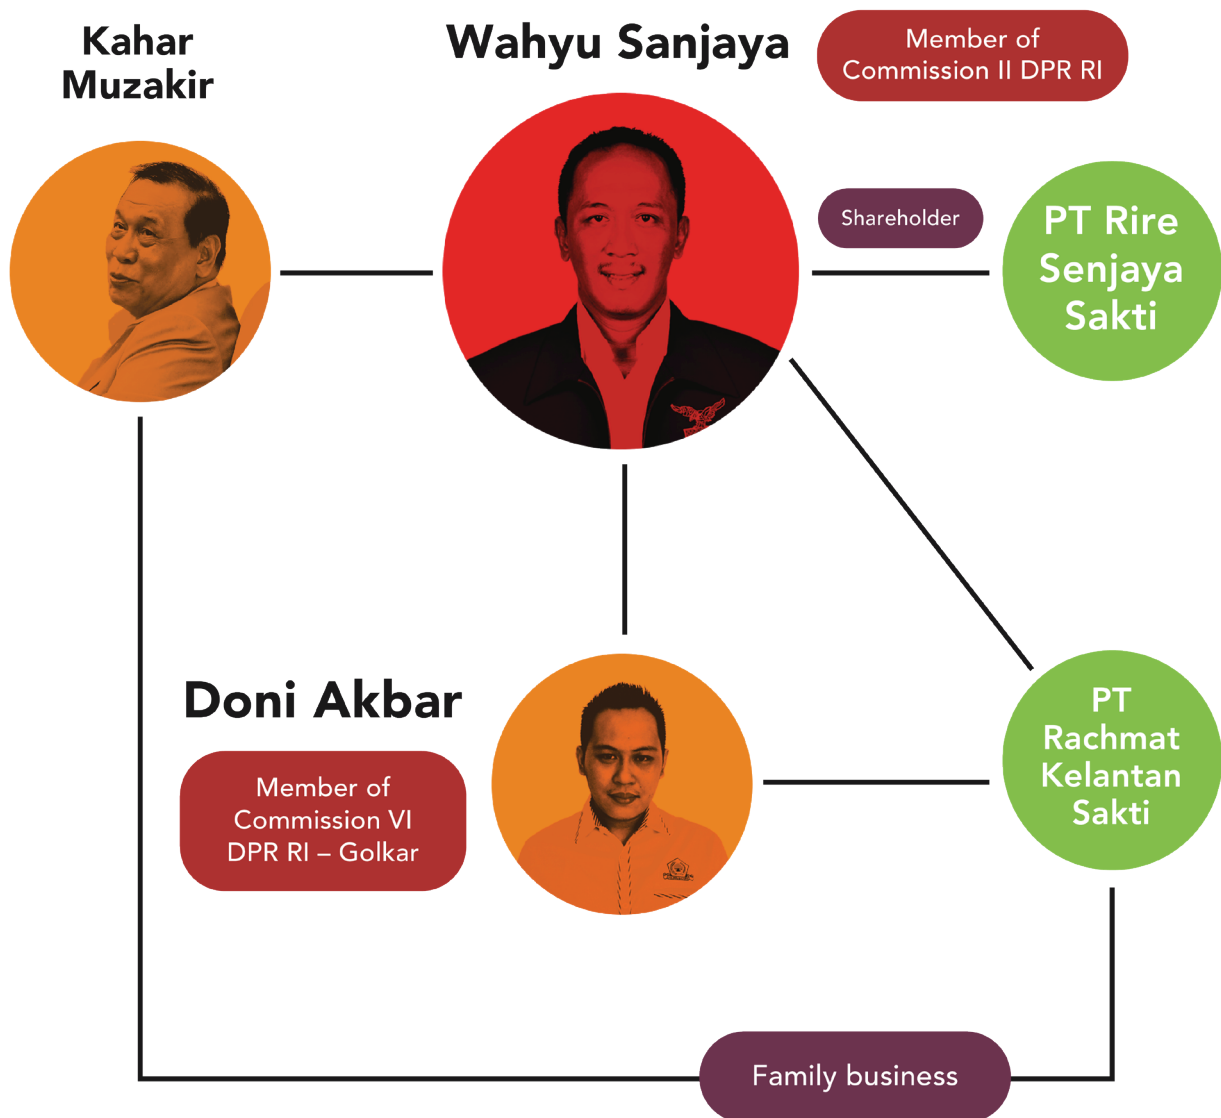 Kahar
Muzakir
Wahyu Sanjaya
Member of
Commission II DPR RI
Shareholder
PT Rire
Senjaya
Sakti
Doni Akbar
Member of
Commission VI
DPR RI – Golkar
PT
Rachmat
Kelantan
Sakti
Family business